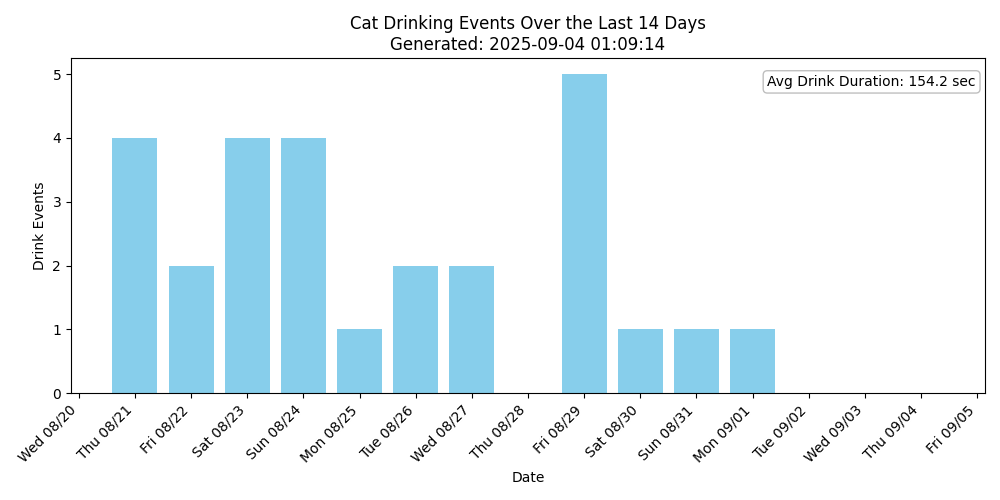 Cat Drinking Events Over the Last 14 Days
Generated: 2025-09-04 01:09:14
Avg Drink Duration: 154.2 sec
Drink Events
5
4
3
2
1
0
Wed 08/20
Thu 08/21
Fri 08/22
Sat 08/23
Sun 08/24
Mon 08/25
Tue 08/26
Wed 08/27
Thu 08/28
Fri 08/29
Sat 08/30
Sun 08/31
Mon 09/01
Tue 09/02
Wed 09/03
Thu 09/04
Fri 09/05
Date